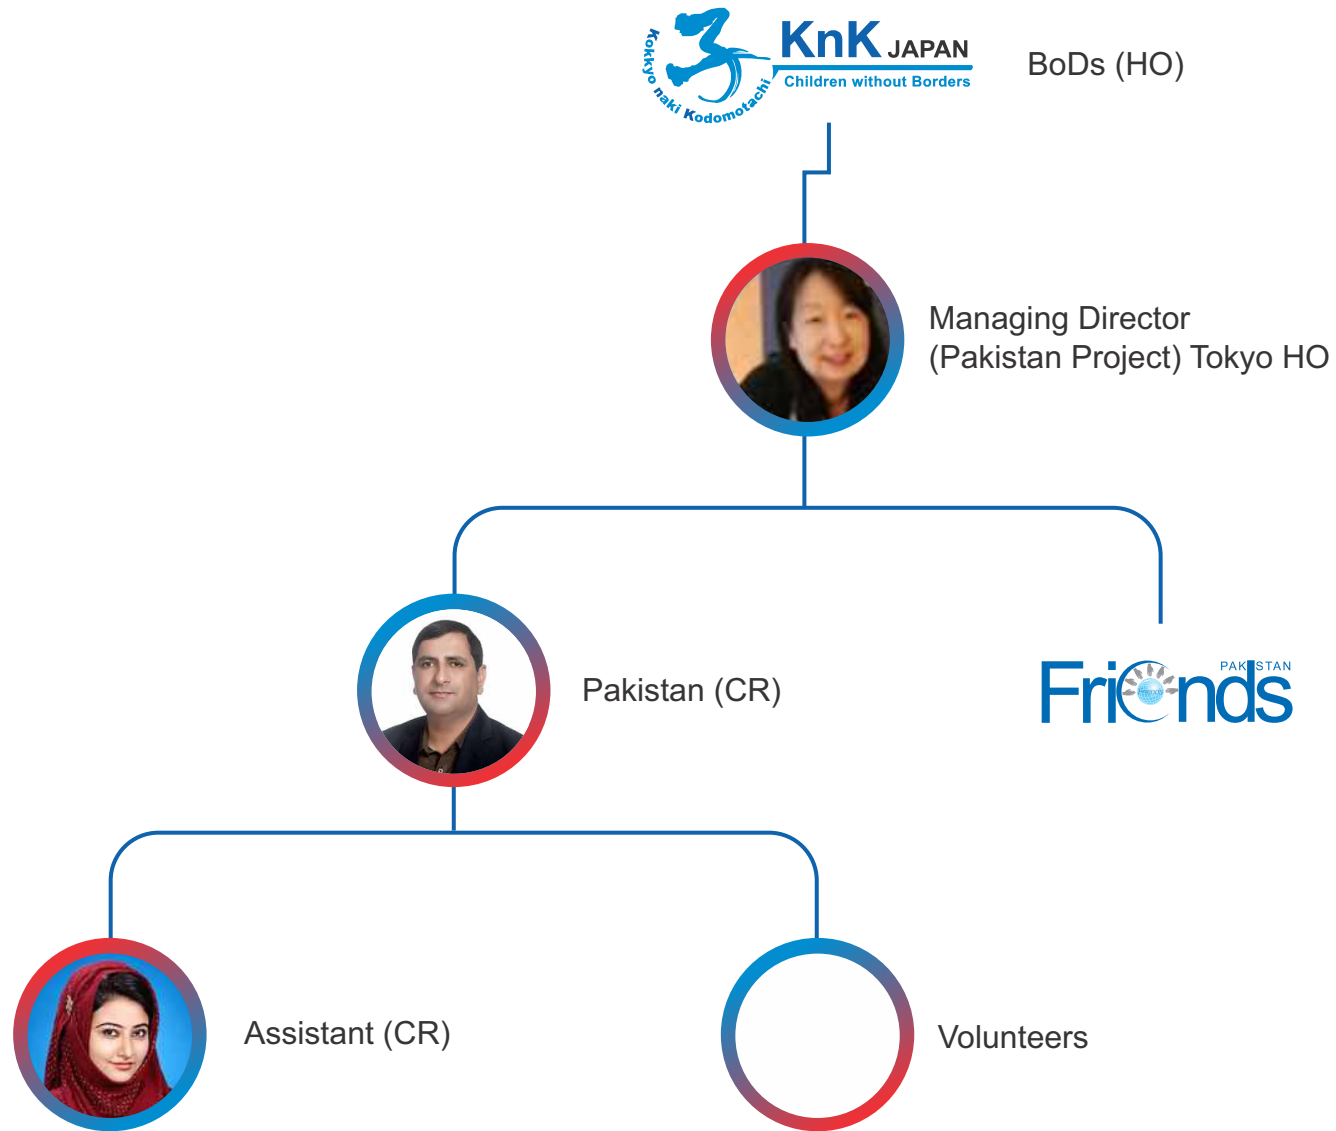 Kokkyo naki Kodomotachi
KnK JAPAN
Children without Borders
BoDs (HO)
Managing Director
(Pakistan Project) Tokyo HO
Pakistan (CR)
PAKISTAN
Friends
Friends
Assistant (CR)
Volunteers